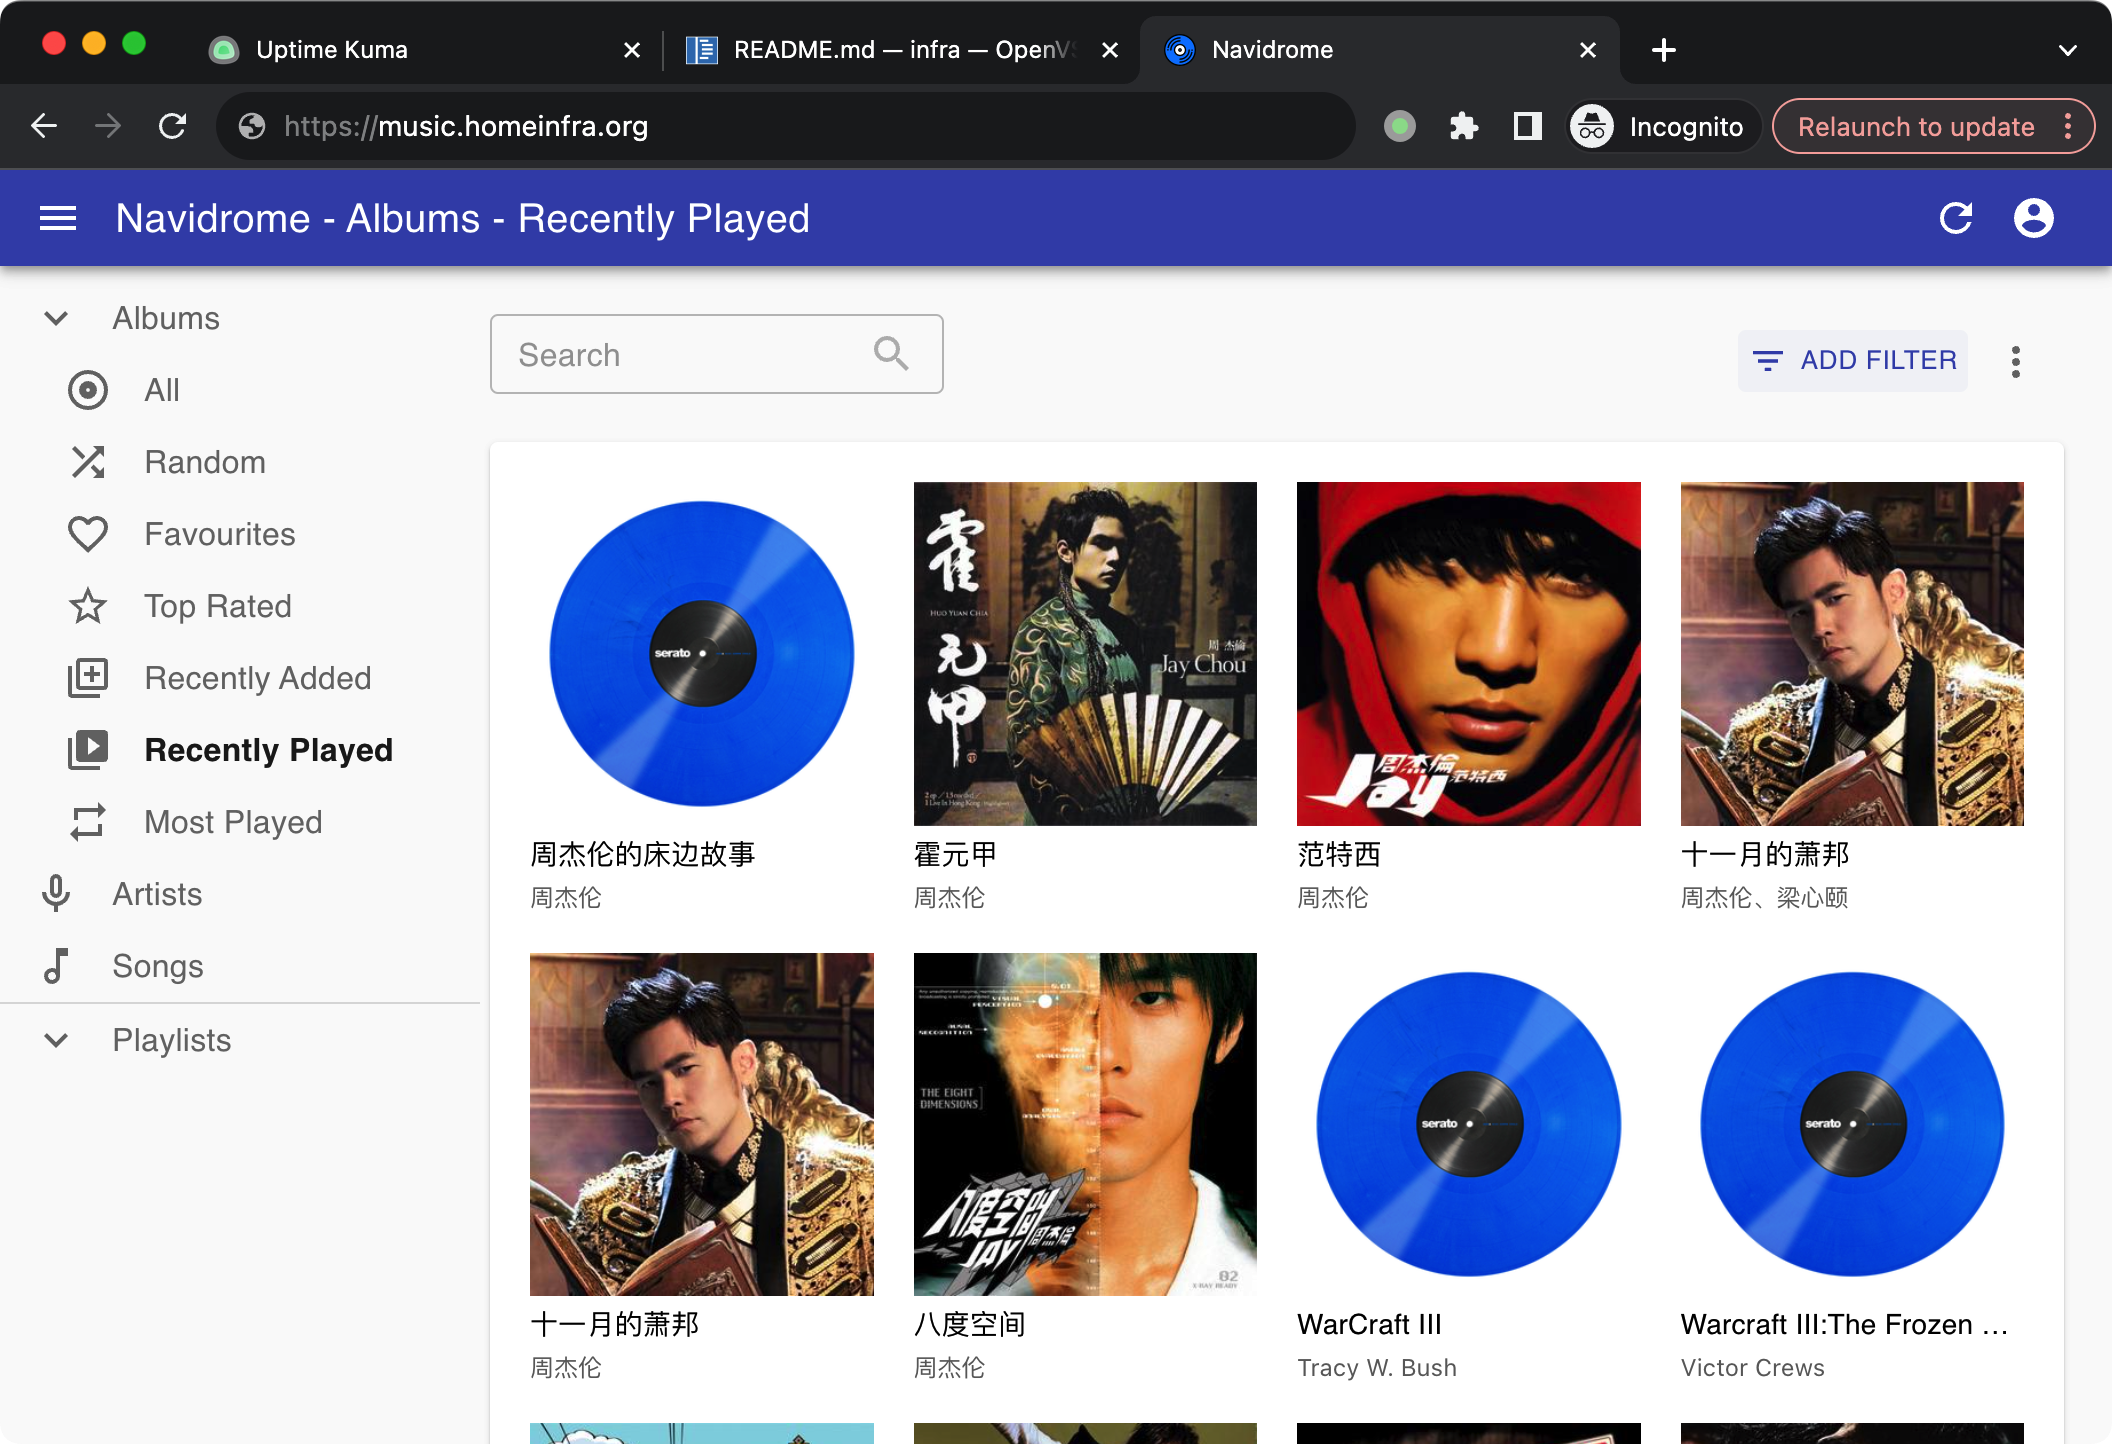 Uptime Kuma
README.md — infra — OpenVS
Navidrome
https://music.homeinfra.org
Incognito
Relaunch to update
Navidrome - Albums - Recently Played
Albums
All
Random
Favourites
Top Rated
Recently Added
Recently Played
Most Played
Artists
Songs
Playlists
Search
ADD FILTER
serato
霍元甲
HUO YUAN CHIA
周·杰倫
Jay Chou
周杰倫
范特西
Jay
周杰伦的床边故事
周杰伦
霍元甲
周杰伦
范特西
周杰伦
十一月的萧邦
周杰伦、梁心颐
THE EIGHT
DIMENSIONS
八度空間
JAY 周杰倫
02
X-RAY READY
serato
serato
十一月的萧邦
周杰伦
八度空间
周杰伦
WarCraft III
Tracy W. Bush
Warcraft III:The Frozen …
Victor Crews